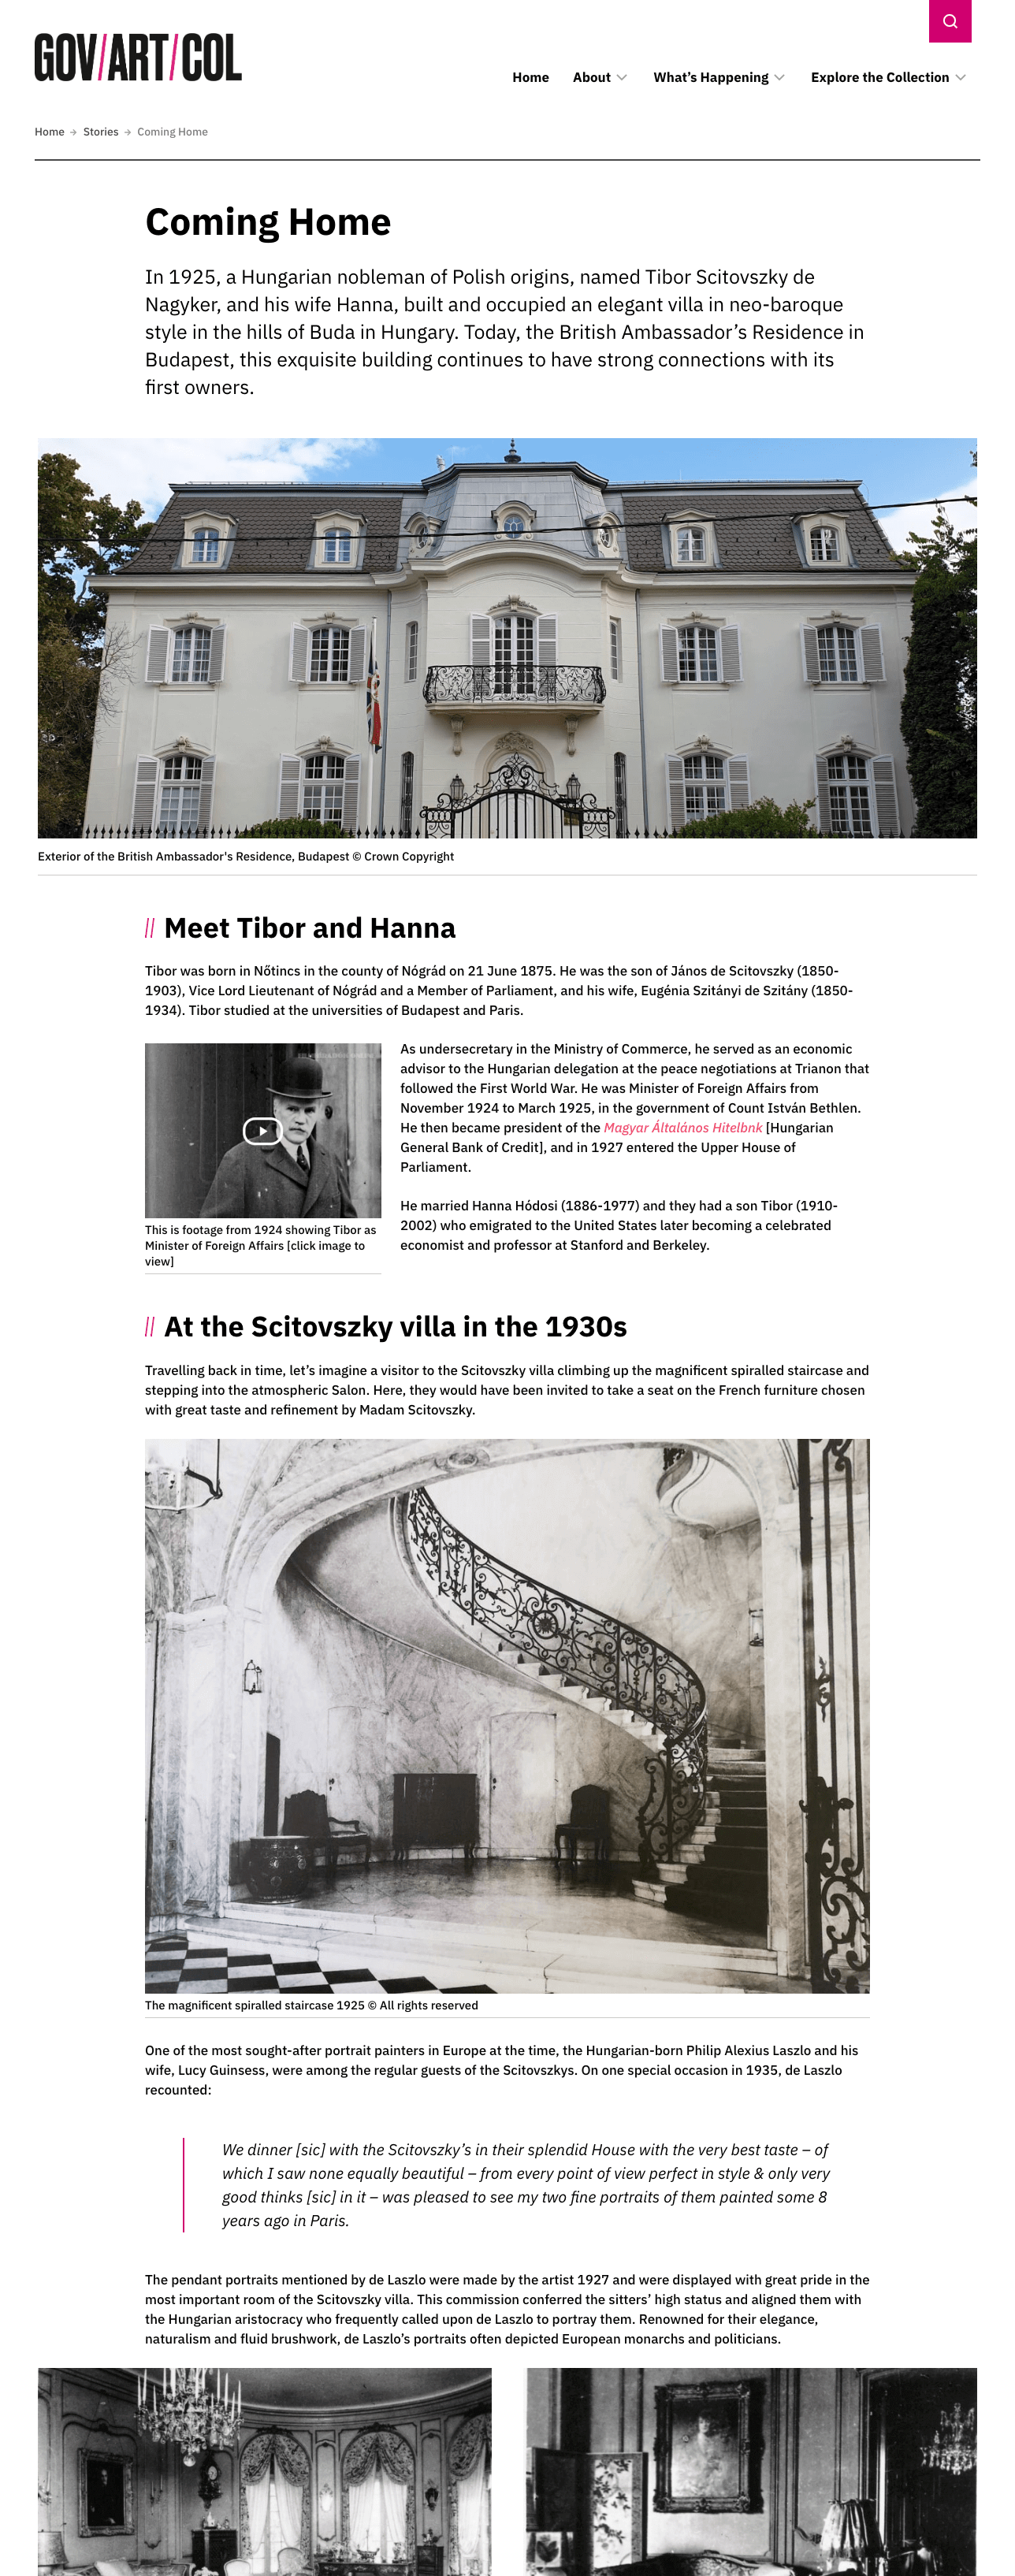 GOV/ART/COL
Home
About
What’s Happening
Explore the Collection
Home → Stories → Coming Home
Coming Home
In 1925, a Hungarian nobleman of Polish origins, named Tibor Scitovszky de
Nagyker, and his wife Hanna, built and occupied an elegant villa in neo-baroque
style in the hills of Buda in Hungary. Today, the British Ambassador’s Residence in
Budapest, this exquisite building continues to have strong connections with its
first owners.
Exterior of the British Ambassador's Residence, Budapest © Crown Copyright
// Meet Tibor and Hanna
Tibor was born in Nőtincs in the county of Nógrád on 21 June 1875. He was the son of János de Scitovszky (1850-
1903), Vice Lord Lieutenant of Nógrád and a Member of Parliament, and his wife, Eugénia Szitányi de Szitány (1850-
1934). Tibor studied at the universities of Budapest and Paris.
This is footage from 1924 showing Tibor as
Minister of Foreign Affairs [click image to
view]
As undersecretary in the Ministry of Commerce, he served as an economic
advisor to the Hungarian delegation at the peace negotiations at Trianon that
followed the First World War. He was Minister of Foreign Affairs from
November 1924 to March 1925, in the government of Count István Bethlen.
He then became president of the Magyar Általános Hitelbnk [Hungarian
General Bank of Credit], and in 1927 entered the Upper House of
Parliament.
He married Hanna Hódosi (1886-1977) and they had a son Tibor (1910-
2002) who emigrated to the United States later becoming a celebrated
economist and professor at Stanford and Berkeley.
// At the Scitovszky villa in the 1930s
Travelling back in time, let’s imagine a visitor to the Scitovszky villa climbing up the magnificent spiralled staircase and
stepping into the atmospheric Salon. Here, they would have been invited to take a seat on the French furniture chosen
with great taste and refinement by Madam Scitovszky.
The magnificent spiralled staircase 1925 © All rights reserved
One of the most sought-after portrait painters in Europe at the time, the Hungarian-born Philip Alexius Laszlo and his
wife, Lucy Guinsess, were among the regular guests of the Scitovszkys. On one special occasion in 1935, de Laszlo
recounted:
We dinner [sic] with the Scitovszky’s in their splendid House with the very best taste – of
which I saw none equally beautiful – from every point of view perfect in style & only very
good thinks [sic] in it – was pleased to see my two fine portraits of them painted some 8
years ago in Paris.
The pendant portraits mentioned by de Laszlo were made by the artist 1927 and were displayed with great pride in the
most important room of the Scitovszky villa. This commission conferred the sitters’ high status and aligned them with
the Hungarian aristocracy who frequently called upon de Laszlo to portray them. Renowned for their elegance,
naturalism and fluid brushwork, de Laszlo’s portraits often depicted European monarchs and politicians.